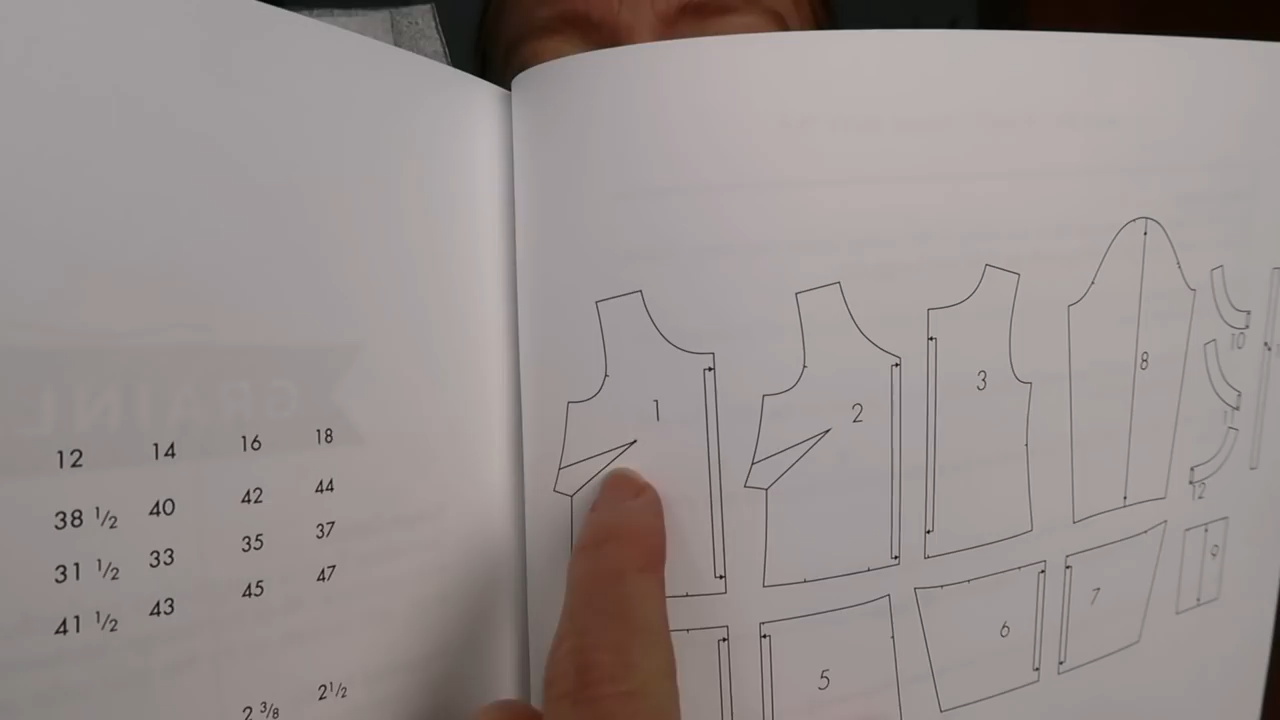 12 14 16 18
38 1/2 40 42 44
31 1/2 33 35 37
41 1/2 43 45 47
2 3/8 2 1/2
1 2 3 8 10
12
9
5 6 7